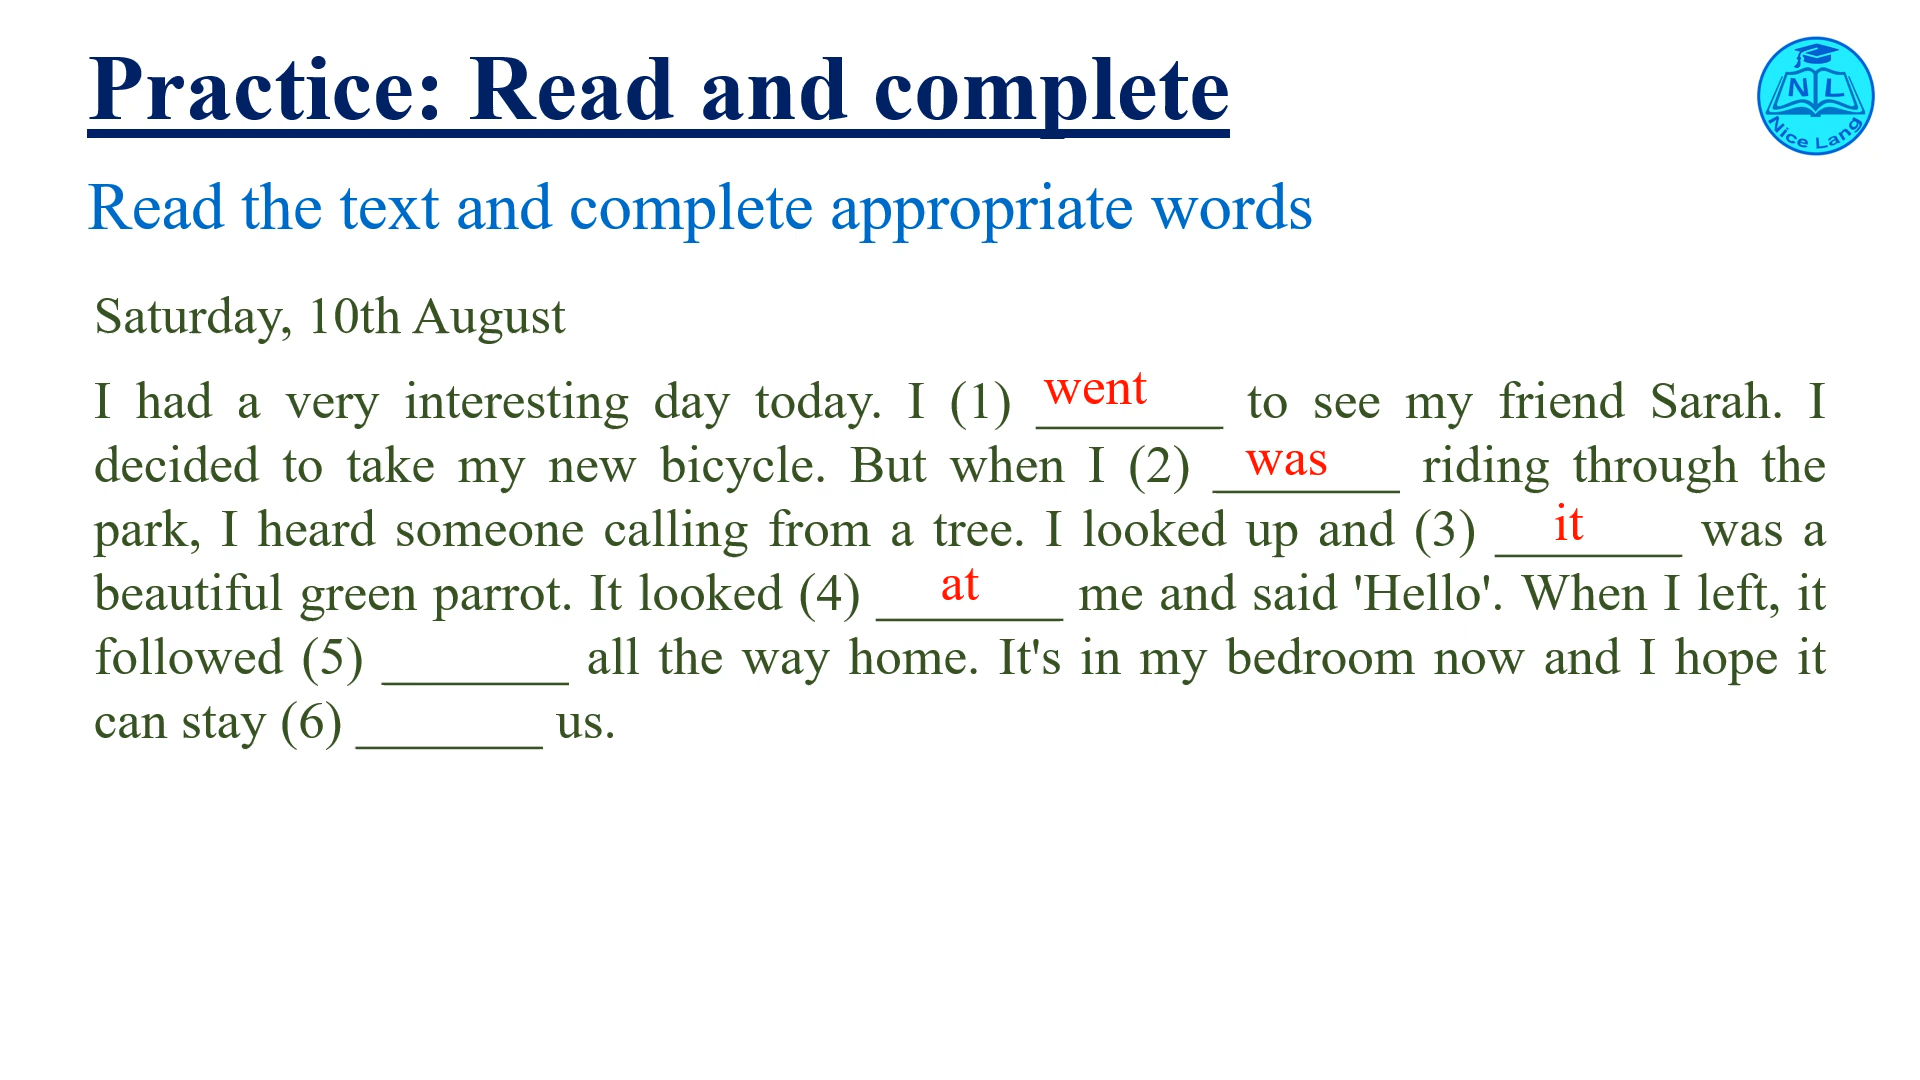 Practice: Read and complete
N L
Nice Lang
Read the text and complete appropriate words
Saturday, 10th August
I had a very interesting day today. I (1) went to see my friend Sarah. I
decided to take my new bicycle. But when I (2) was riding through the
park, I heard someone calling from a tree. I looked up and (3) it was a
beautiful green parrot. It looked (4) at me and said 'Hello'. When I left, it
followed (5) _______ all the way home. It's in my bedroom now and I hope it
can stay (6) _______ us.